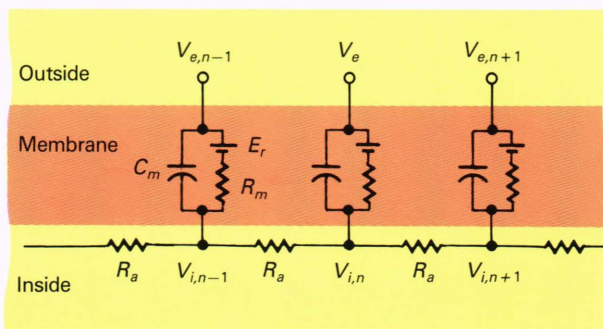 V_{e,n−1} V_e V_{e,n+1}
Outside
Membrane
E_r
C_m
R_m
R_a V_{i,n−1} R_a V_{i,n} R_a V_{i,n+1}
Inside